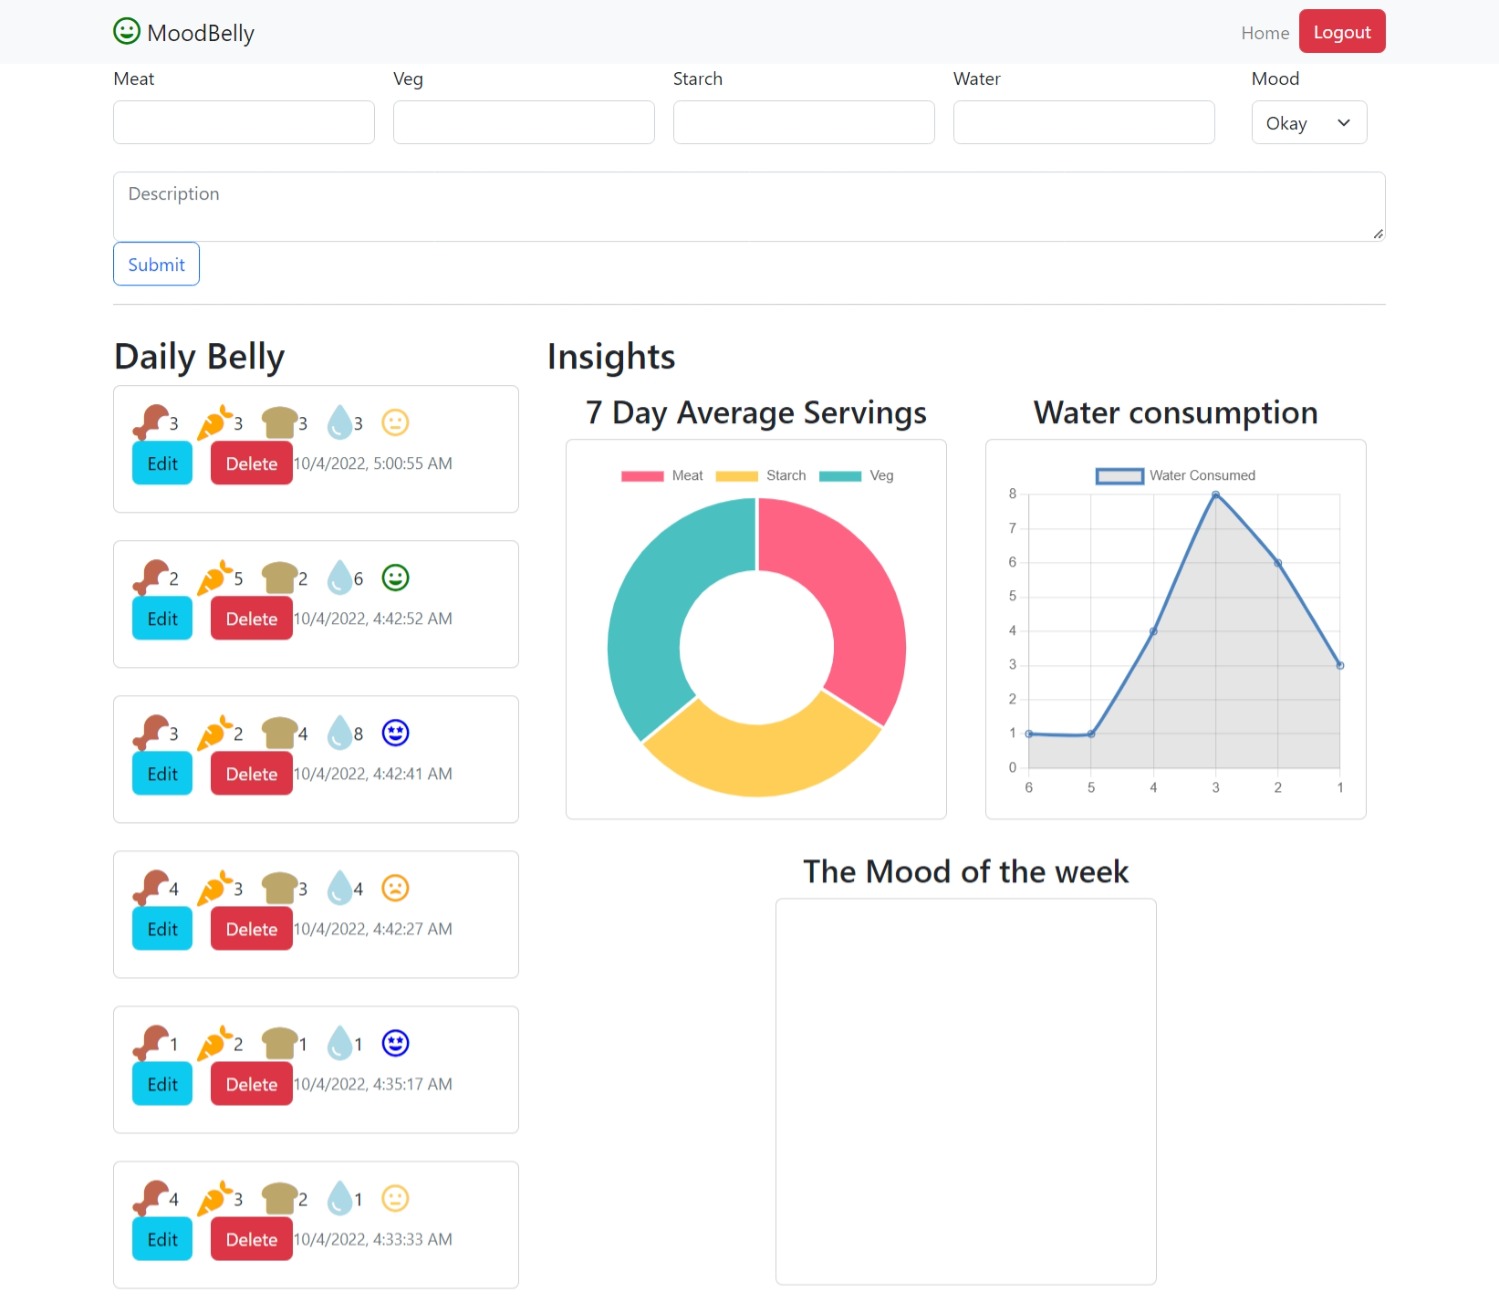 MoodBelly
Home Logout
Meat Veg Starch Water Mood
Okay
Description
Submit
Daily Belly
3 3 3 3
Edit Delete 10/4/2022, 5:00:55 AM
2 5 2 6
Edit Delete 10/4/2022, 4:42:52 AM
3 2 4 8
Edit Delete 10/4/2022, 4:42:41 AM
4 3 3 4
Edit Delete 10/4/2022, 4:42:27 AM
1 2 1 1
Edit Delete 10/4/2022, 4:35:17 AM
4 3 2 1
Edit Delete 10/4/2022, 4:33:33 AM
Insights
7 Day Average Servings
Meat Starch Veg
Water consumption
Water Consumed
8
7
6
5
4
3
2
1
0
6 5 4 3 2 1
The Mood of the week